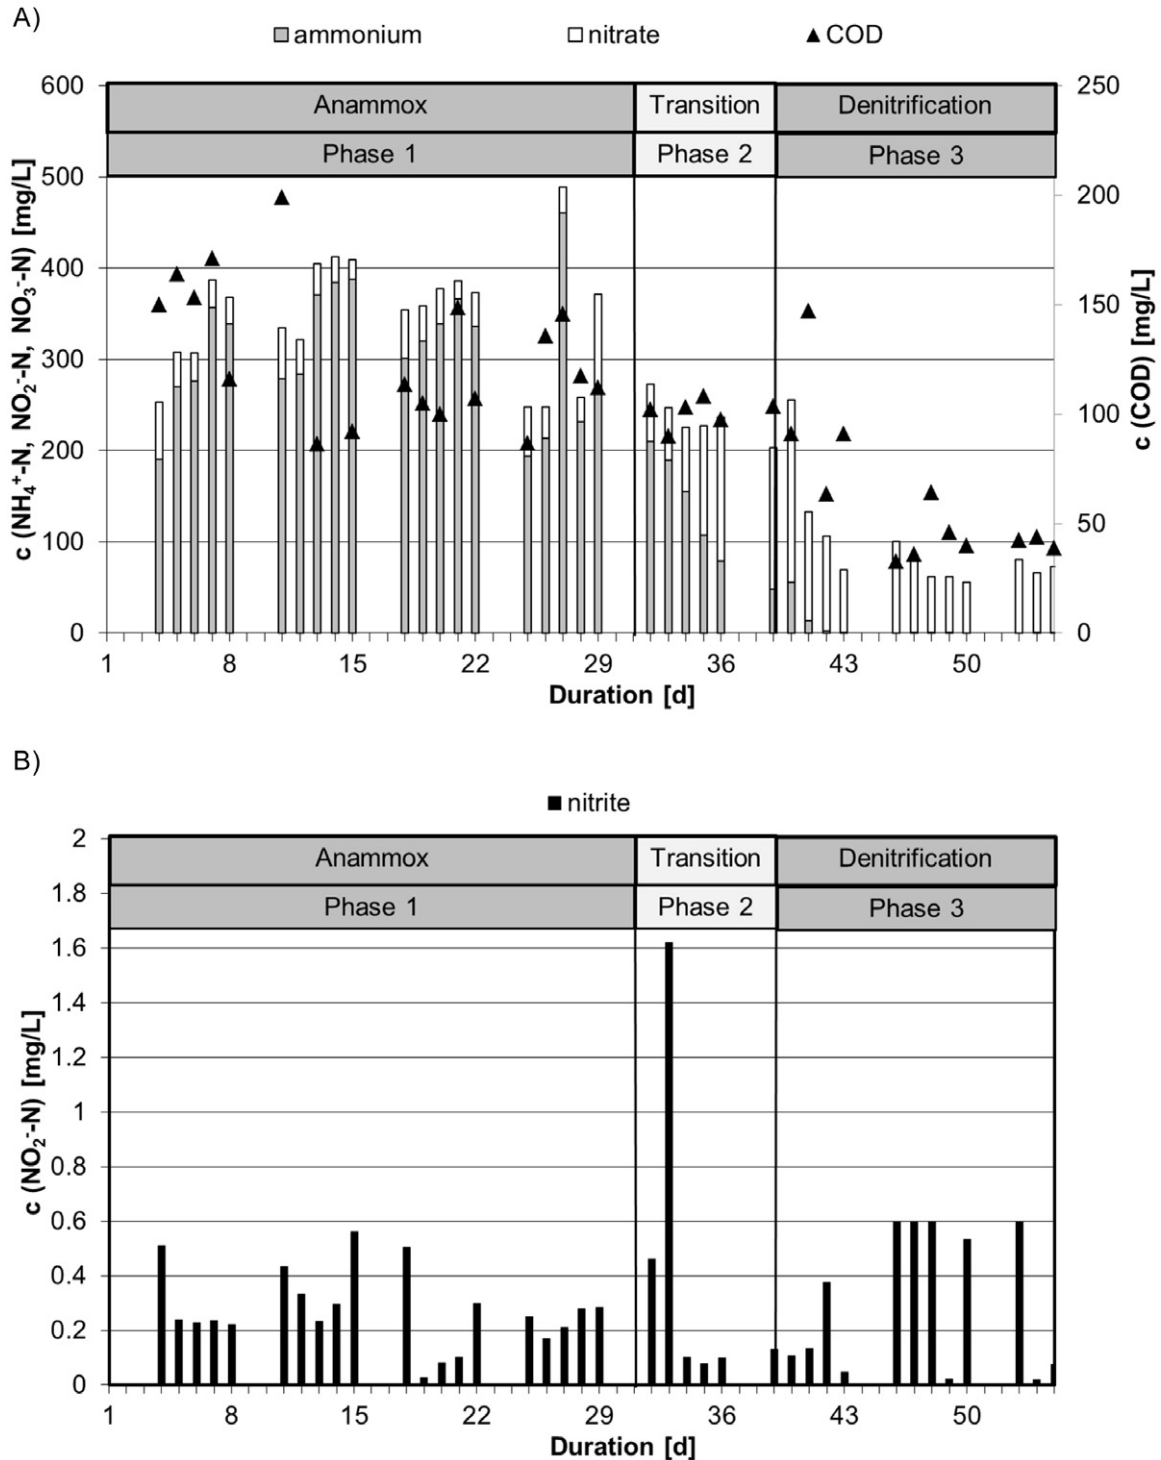 A)
ammonium nitrate COD
600 250
Anammox Transition Denitrification
Phase 1 Phase 2 Phase 3
500
200
400
150
300
100
200
50
100
0 0
c (NH₄⁺-N, NO₂⁻-N, NO₃⁻-N) [mg/L]
c (COD) [mg/L]
1 8 15 22 29 36 43 50
Duration [d]
B)
nitrite
2
Anammox Transition Denitrification
1.8
Phase 1 Phase 2 Phase 3
1.6
1.4
1.2
1
0.8
0.6
0.4
0.2
0
c (NO₂⁻-N) [mg/L]
1 8 15 22 29 36 43 50
Duration [d]